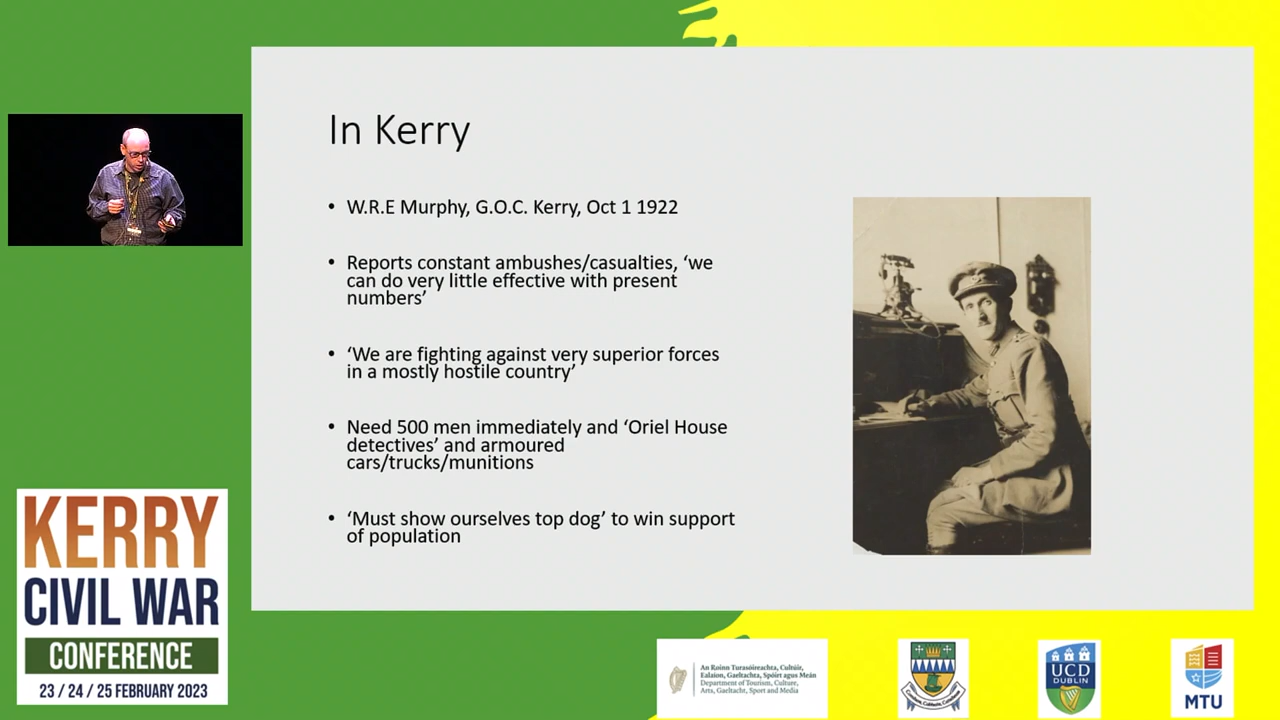 In Kerry
• W.R.E Murphy, G.O.C. Kerry, Oct 1 1922
• Reports constant ambushes/casualties, ‘we
can do very little effective with present
numbers’
• ‘We are fighting against very superior forces
in a mostly hostile country’
• Need 500 men immediately and ‘Oriel House
detectives’ and armoured
cars/trucks/munitions
• ‘Must show ourselves top dog’ to win support
of population
KERRY
CIVIL WAR
CONFERENCE
23 / 24 / 25 FEBRUARY 2023
An Roinn Turasóireachta, Cultúir,
Ealaíon, Gaeltachta, Spóirt agus Meán
Department of Tourism, Culture,
Arts, Gaeltacht, Sport and Media
UCD
DUBLIN
MTU